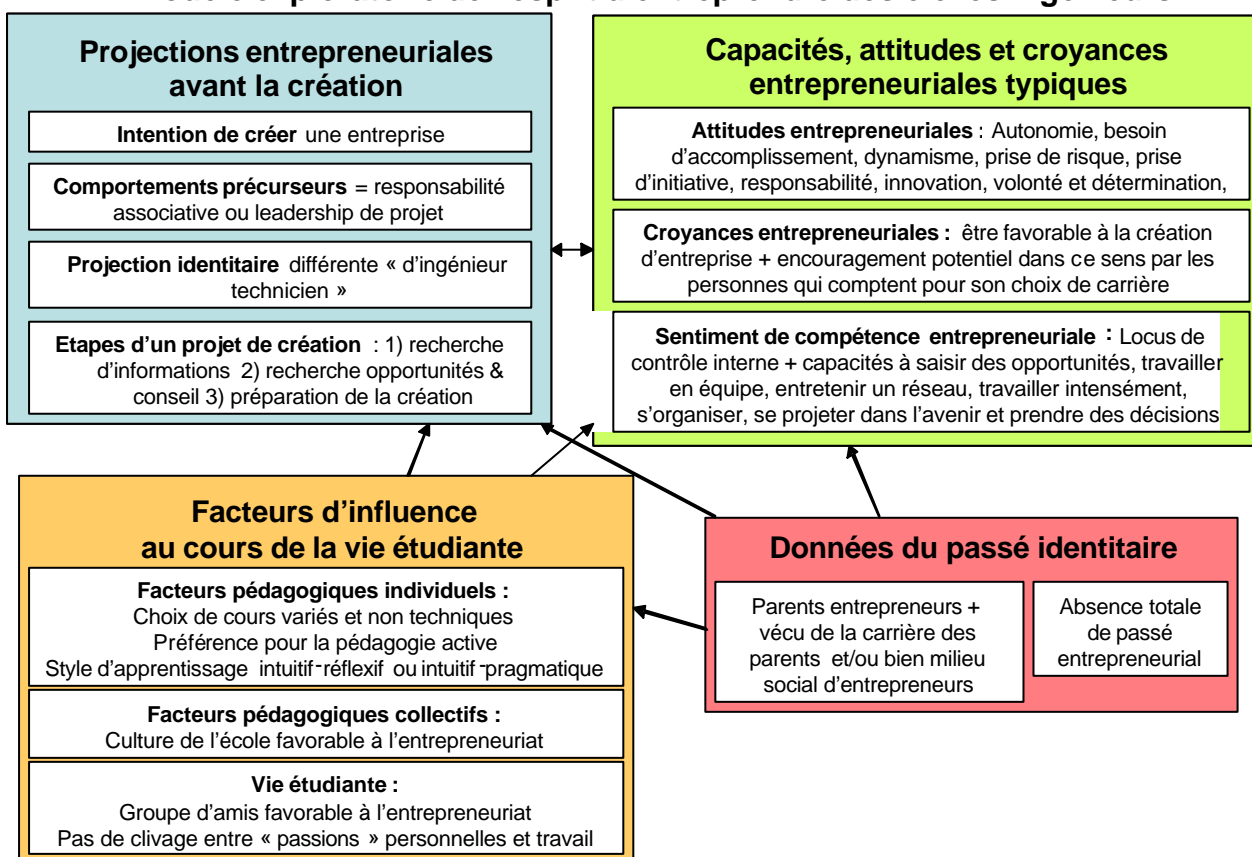 exploratoire de l'esprit d'entreprendre des
Projections entrepreneuriales
avant la création
Intention de créer une entreprise
Comportements précurseurs = responsabilité
associative ou leadership de projet
Projection identitaire différente « d'ingénieur
technicien »
Etapes d'un projet de création : 1) recherche
d'informations 2) recherche opportunités &
conseil 3) préparation de la création
Capacités, attitudes et croyances
entrepreneuriales typiques
Attitudes entrepreneuriales : Autonomie, besoin
d'accomplissement, dynamisme, prise de risque, prise
d'initiative, responsabilité, innovation, volonté et détermination,
Croyances entrepreneuriales : être favorable à la création
d'entreprise + encouragement potentiel dans ce sens par les
personnes qui comptent pour son choix de carrière
Sentiment de compétence entrepreneuriale : Locus de
contrôle interne + capacités à saisir des opportunités, travailler
en équipe, entretenir un réseau, travailler intensément,
s'organiser, se projeter dans l'avenir et prendre des décisions
Facteurs d'influence
au cours de la vie étudiante
Facteurs pédagogiques individuels :
Choix de cours variés et non techniques
Préférence pour la pédagogie active
Style d'apprentissage intuitif-réflexif ou intuitif-pragmatique
Facteurs pédagogiques collectifs :
Culture de l'école favorable à l'entrepreneuriat
Vie étudiante :
Groupe d'amis favorable à l'entrepreneuriat
Pas de clivage entre « passions » personnelles et travail
Données du passé identitaire
Parents entrepreneurs +
vécu de la carrière des
parents et/ou bien milieu
social d'entrepreneurs
Absence totale
de passé
entrepreneurial